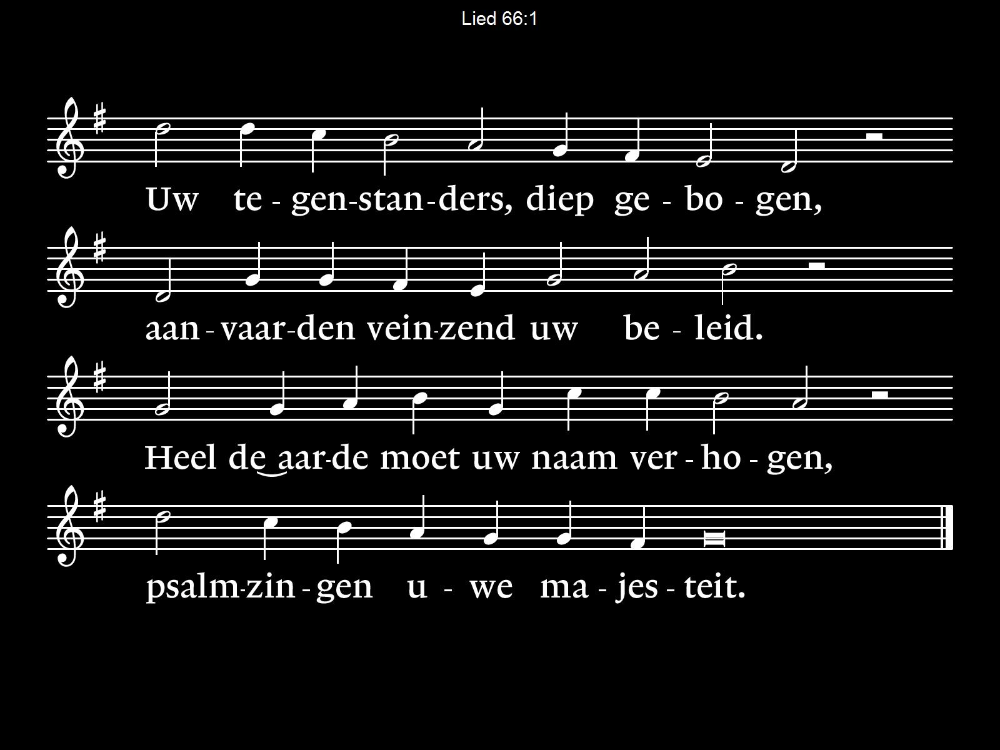 Lied 66:1
Uw te - gen-stan-ders, diep ge - bo - gen,
aan - vaar-den vein-zend uw be - leid.
Heel de‿aar-de moet uw naam ver - ho - gen,
psalm-zin - gen u - we ma - jes - teit.